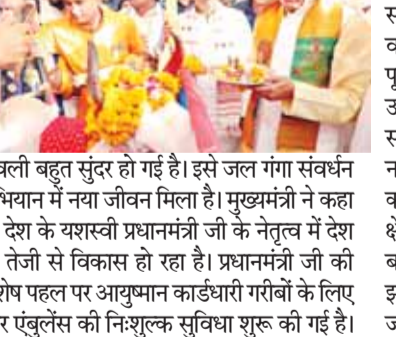 वली बहुत सुंदर हो गई है। इसे जल गंगा संवर्धन
भियान में नया जीवन मिला है। मुख्यमंत्री ने कहा
देश के यशस्वी प्रधानमंत्री जी के नेतृत्व में देश
तेजी से विकास हो रहा है। प्रधानमंत्री जी की
शेष पहल पर आयुष्मान कार्डधारी गरीबों के लिए
र एंबुलेंस की निःशुल्क सुविधा शुरू की गई है।